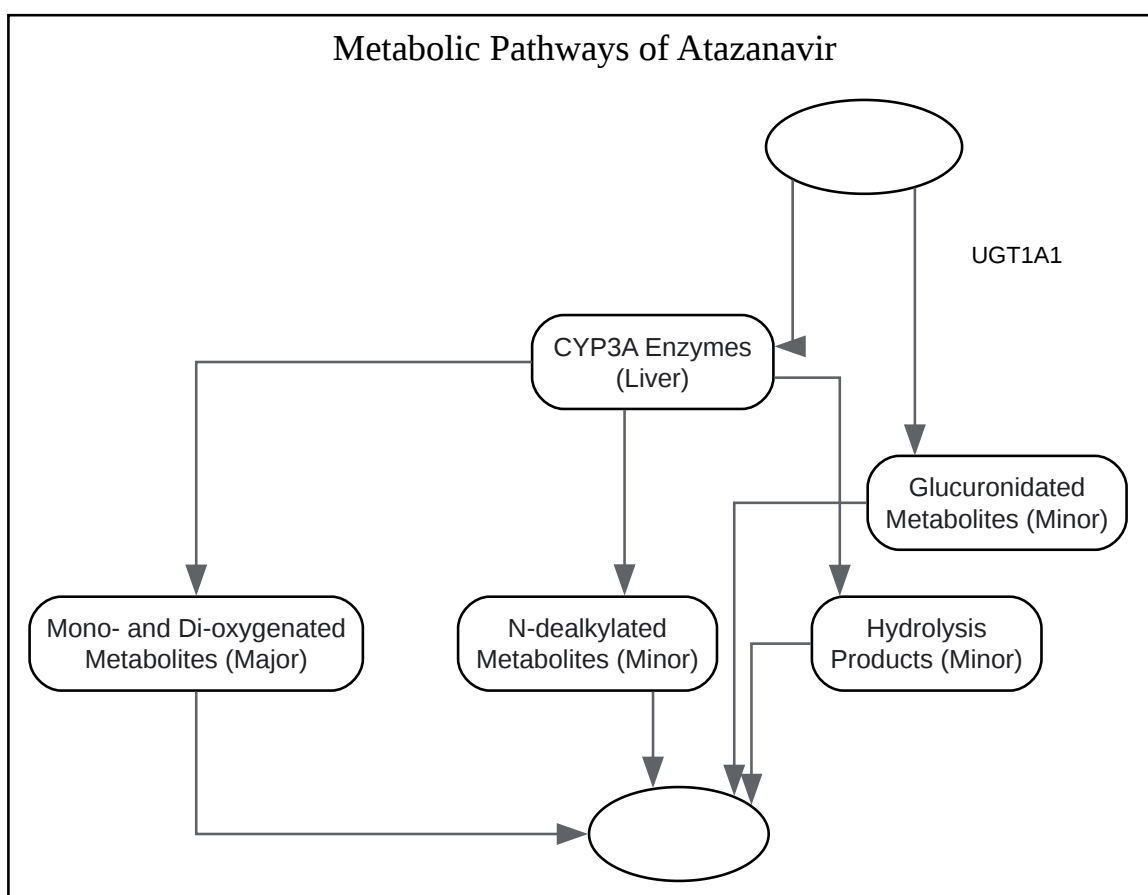 Metabolic Pathways of Atazanavir
UGT1A1
CYP3A Enzymes
(Liver)
Glucuronidated
Metabolites (Minor)
Mono- and Di-oxygenated
Metabolites (Major)
N-dealkylated
Metabolites (Minor)
Hydrolysis
Products (Minor)